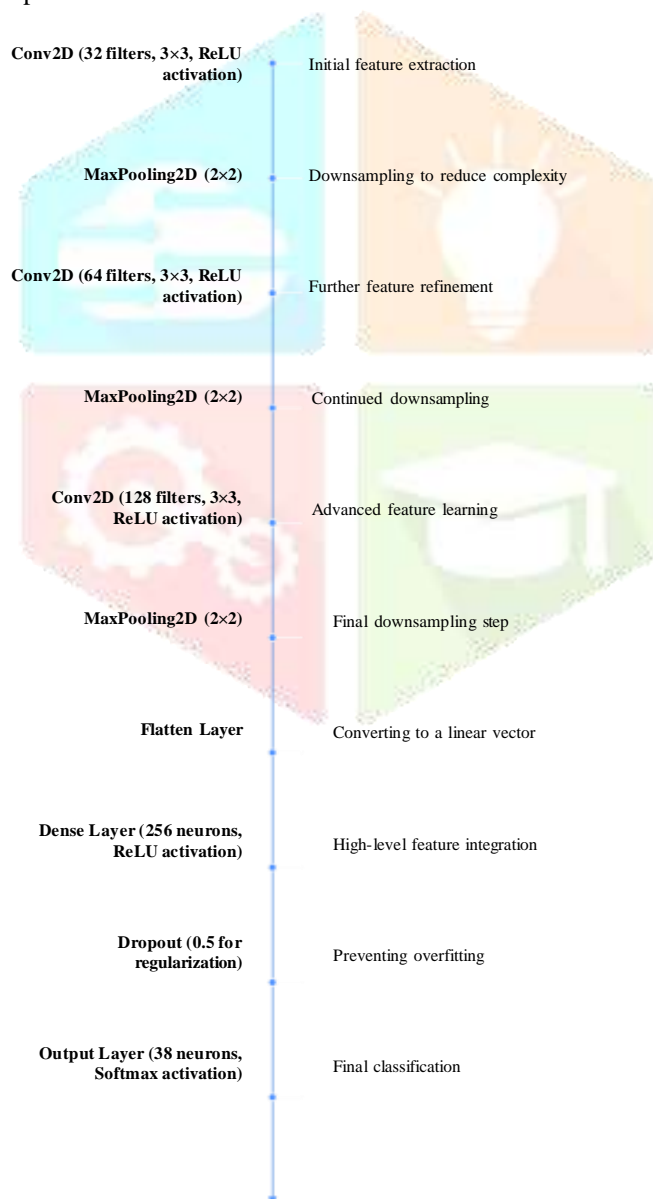 Conv2D (32 filters, 3×3, ReLU
activation)
Initial feature extraction
MaxPooling2D (2×2)
Downsampling to reduce complexity
Conv2D (64 filters, 3×3, ReLU
activation)
Further feature refinement
MaxPooling2D (2×2)
Continued downsampling
Conv2D (128 filters, 3×3,
ReLU activation)
Advanced feature learning
MaxPooling2D (2×2)
Final downsampling step
Flatten Layer
Converting to a linear vector
Dense Layer (256 neurons,
ReLU activation)
High-level feature integration
Dropout (0.5 for
regularization)
Preventing overfitting
Output Layer (38 neurons,
Softmax activation)
Final classification